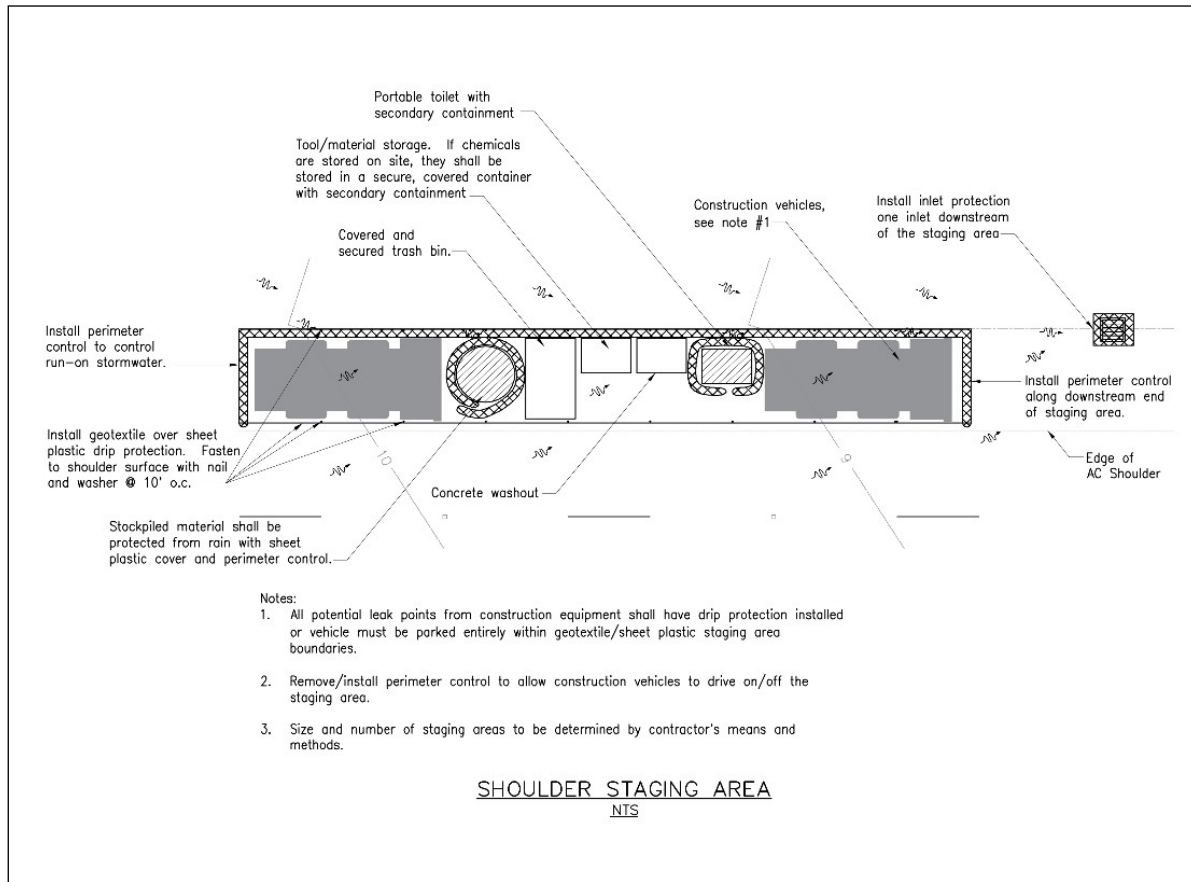 Portable toilet with
secondary containment
Tool/material storage.  If chemicals
are stored on site, they shall be
stored in a secure, covered container
with secondary containment
Construction vehicles,
see note #1
Install inlet protection
one inlet downstream
of the staging area
Covered and
secured trash bin.
Install perimeter
control to control
run-on stormwater.
Install perimeter control
along downstream end
of staging area.
Install geotextile over sheet
plastic drip protection.  Fasten
to shoulder surface with nail
and washer @ 10' o.c.
10
9
Edge of
AC Shoulder
Concrete washout
Stockpiled material shall be
protected from rain with sheet
plastic cover and perimeter control.
Notes:
1. All potential leak points from construction equipment shall have drip protection installed
or vehicle must be parked entirely within geotextile/sheet plastic staging area
boundaries.
2. Remove/install perimeter control to allow construction vehicles to drive on/off the
staging area.
3. Size and number of staging areas to be determined by contractor's means and
methods.
SHOULDER STAGING AREA
NTS